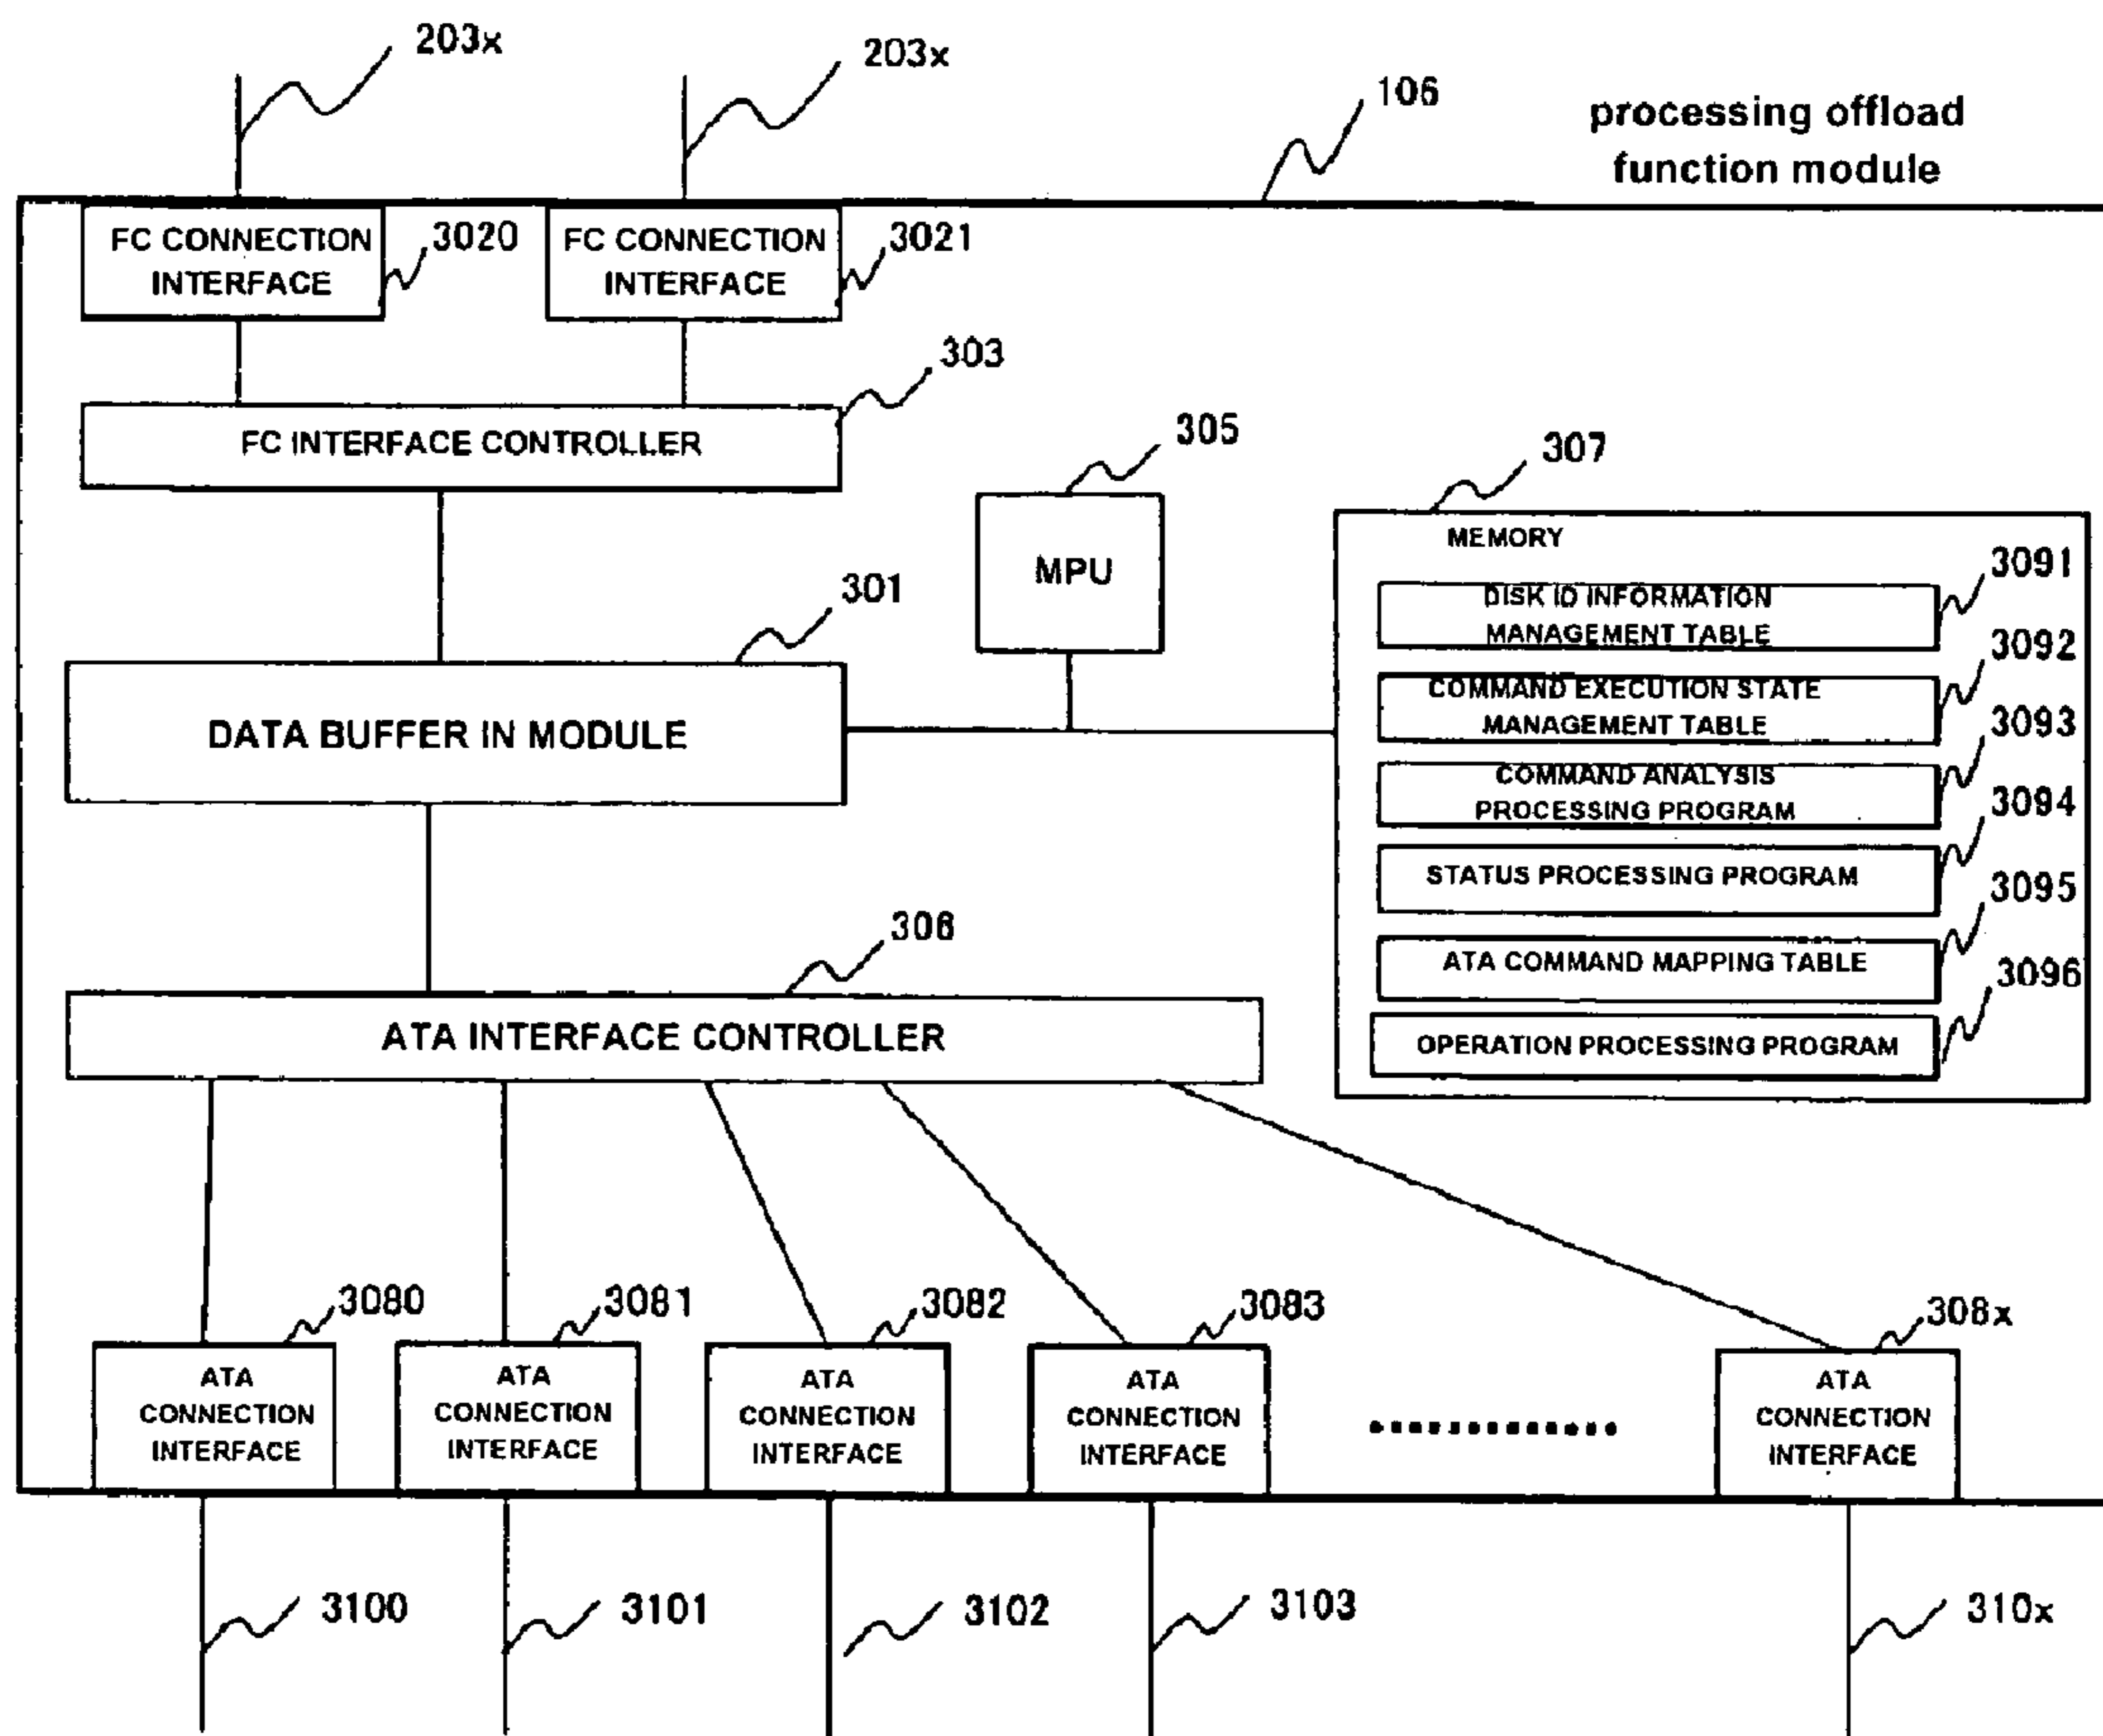 203x
203x
106
processing offload
function module
FC CONNECTION
INTERFACE
3020
FC CONNECTION
INTERFACE
3021
303
FC INTERFACE CONTROLLER
305
MPU
307
MEMORY
DISK ID INFORMATION
MANAGEMENT TABLE
3091
COMMAND EXECUTION STATE
MANAGEMENT TABLE
3092
COMMAND ANALYSIS
PROCESSING PROGRAM
3093
STATUS PROCESSING PROGRAM
3094
ATA COMMAND MAPPING TABLE
3095
OPERATION PROCESSING PROGRAM
3096
301
DATA BUFFER IN MODULE
306
ATA INTERFACE CONTROLLER
3080
ATA
CONNECTION
INTERFACE
3081
ATA
CONNECTION
INTERFACE
3082
ATA
CONNECTION
INTERFACE
3083
ATA
CONNECTION
INTERFACE
308x
ATA
CONNECTION
INTERFACE
3100
3101
3102
3103
310x